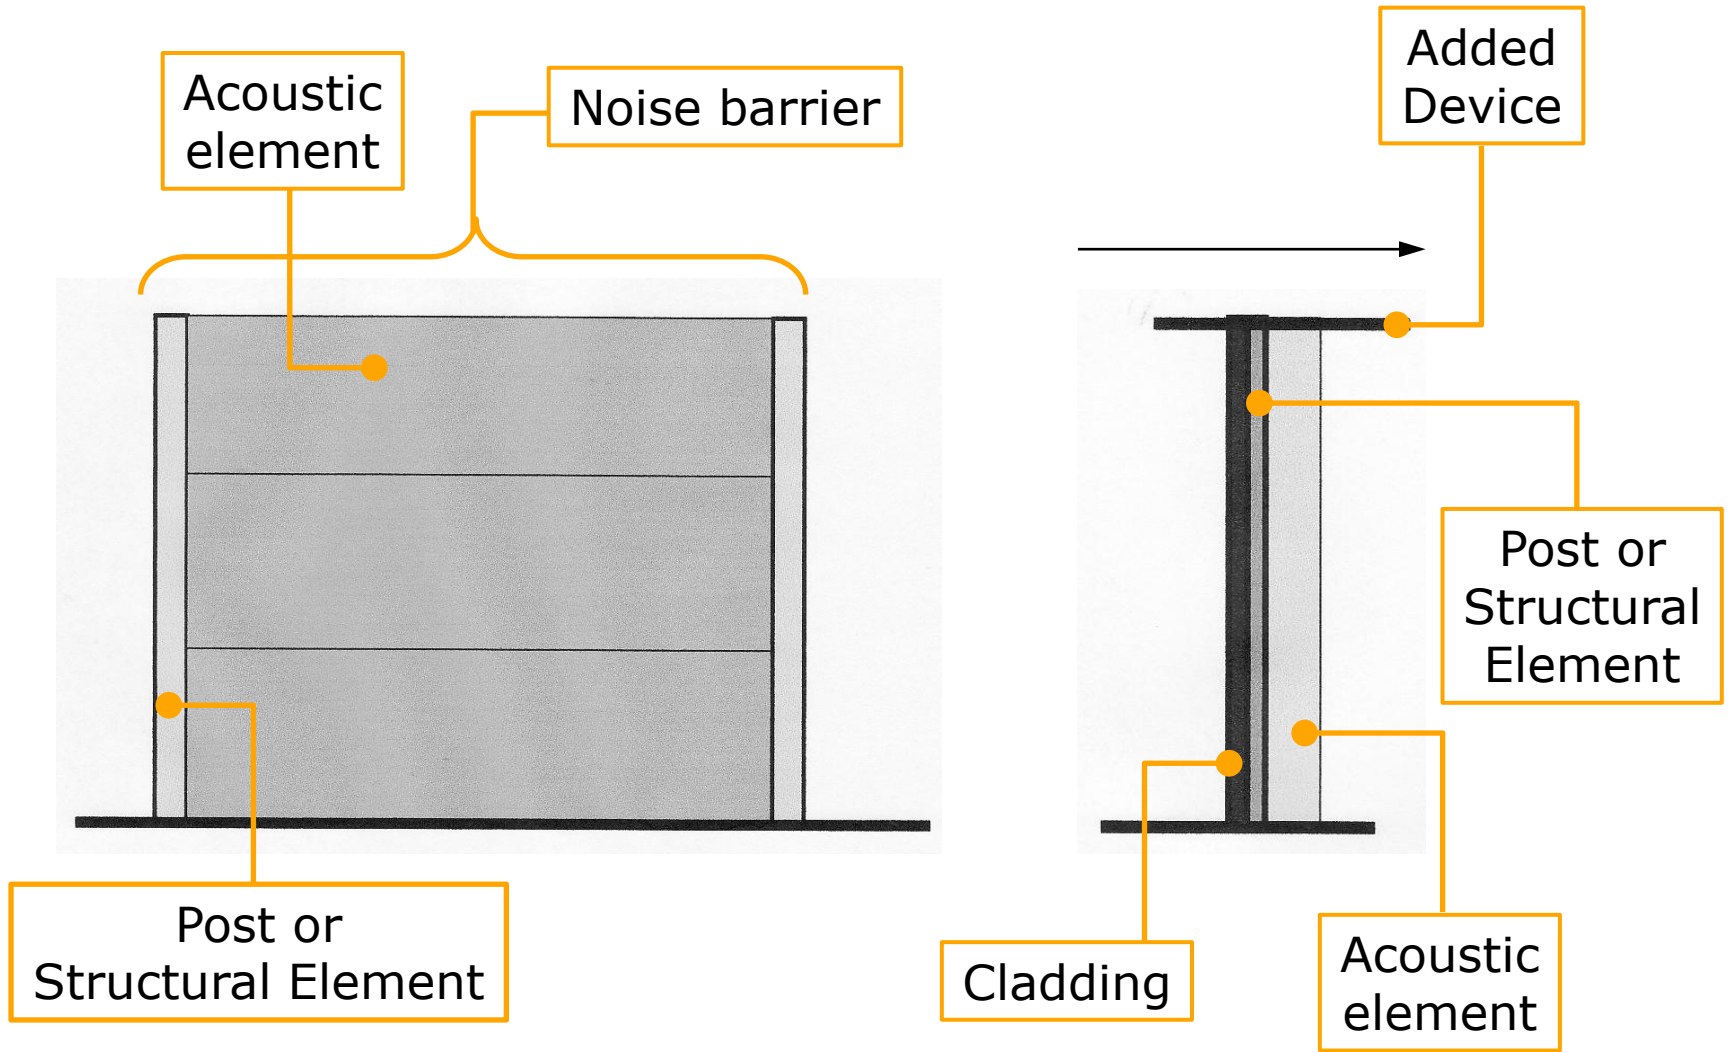 Acoustic
element
Noise barrier
Added
Device
Post or
Structural
Element
Post or
Structural Element
Cladding
Acoustic
element